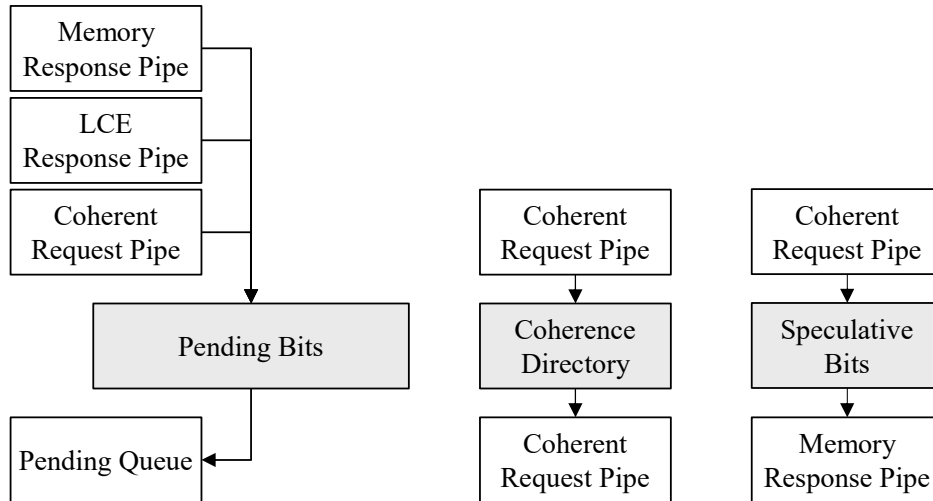 Memory
Response Pipe
LCE
Response Pipe
Coherent
Request Pipe
Pending Bits
Pending Queue
Coherent
Request Pipe
Coherence
Directory
Coherent
Request Pipe
Coherent
Request Pipe
Speculative
Bits
Memory
Response Pipe